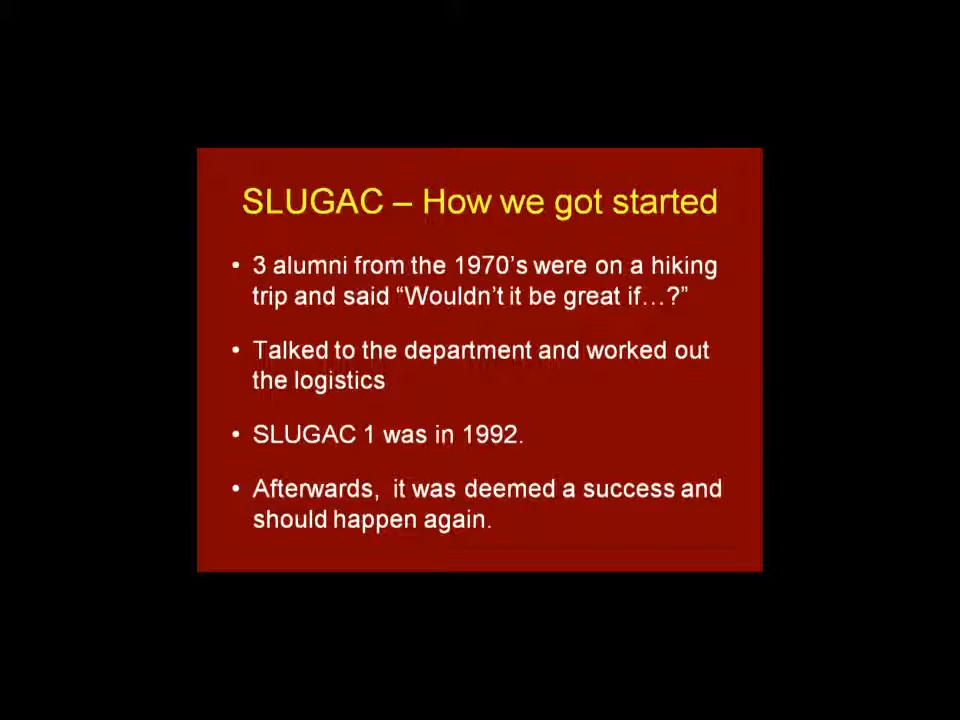 SLUGAC – How we got started
• 3 alumni from the 1970’s were on a hiking
trip and said “Wouldn’t it be great if…?”
• Talked to the department and worked out
the logistics
• SLUGAC 1 was in 1992.
• Afterwards,  it was deemed a success and
should happen again.